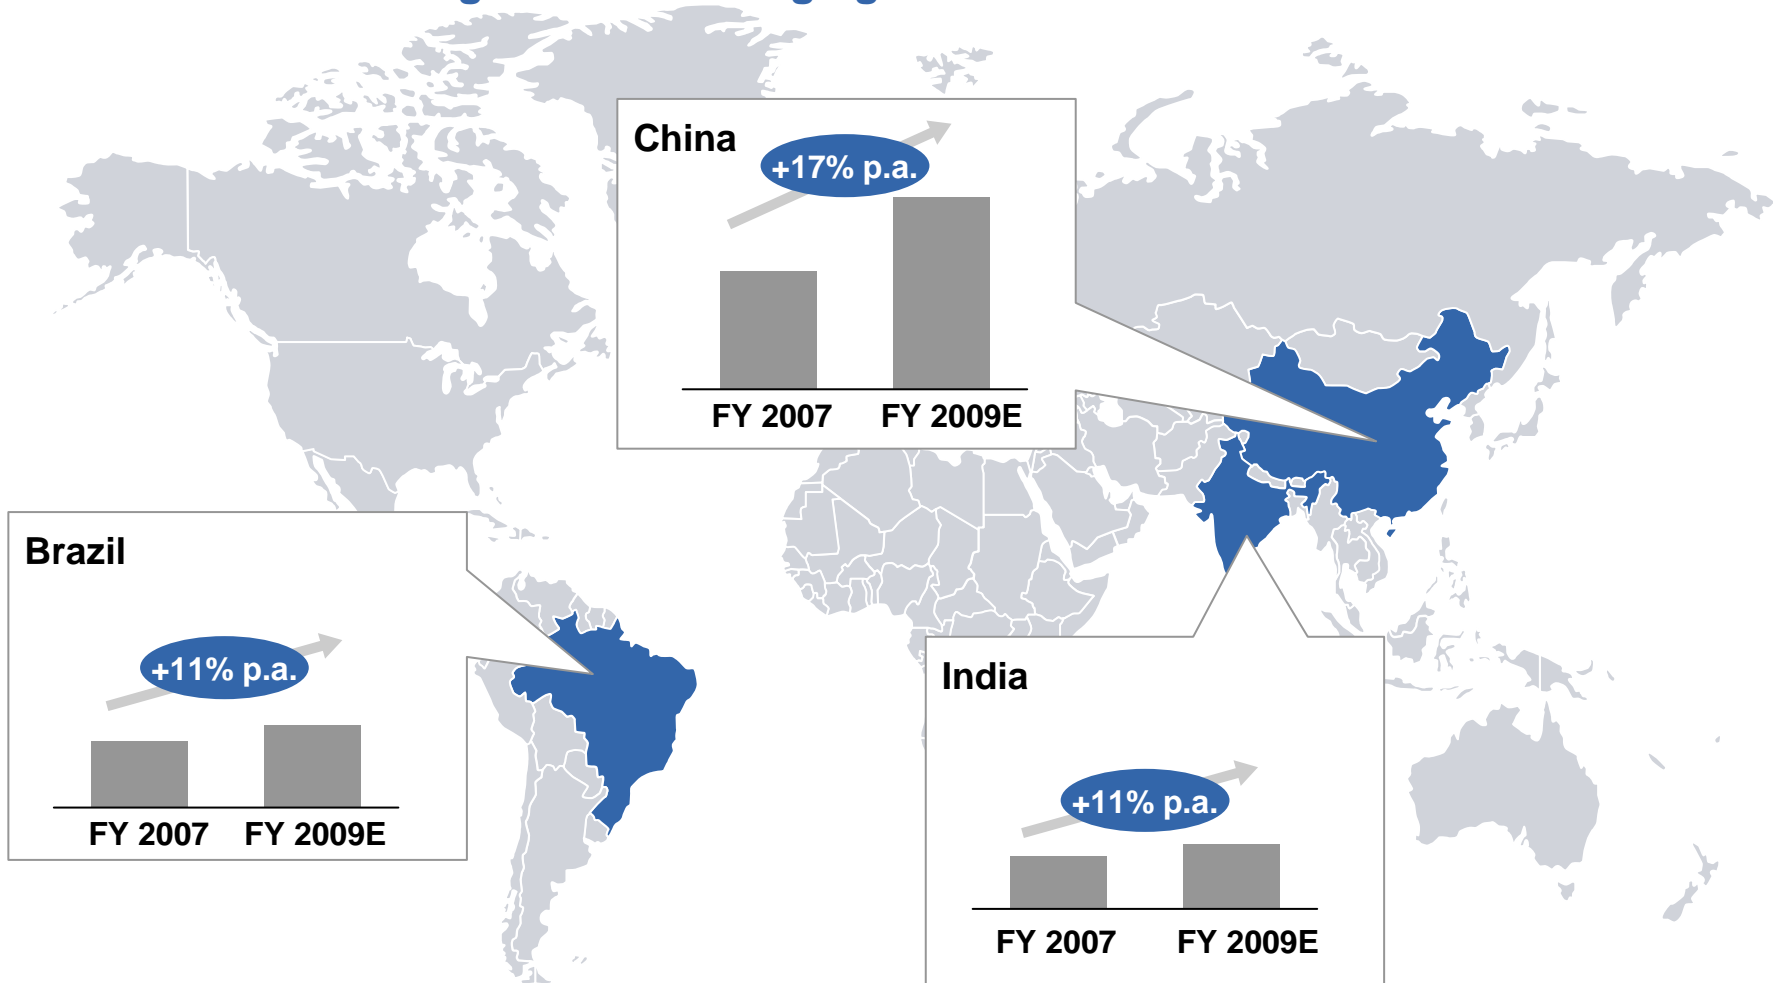 China
+17% p.a.
FY 2007 FY 2009E
Brazil
+11% p.a.
FY 2007 FY 2009E
India
+11% p.a.
FY 2007 FY 2009E